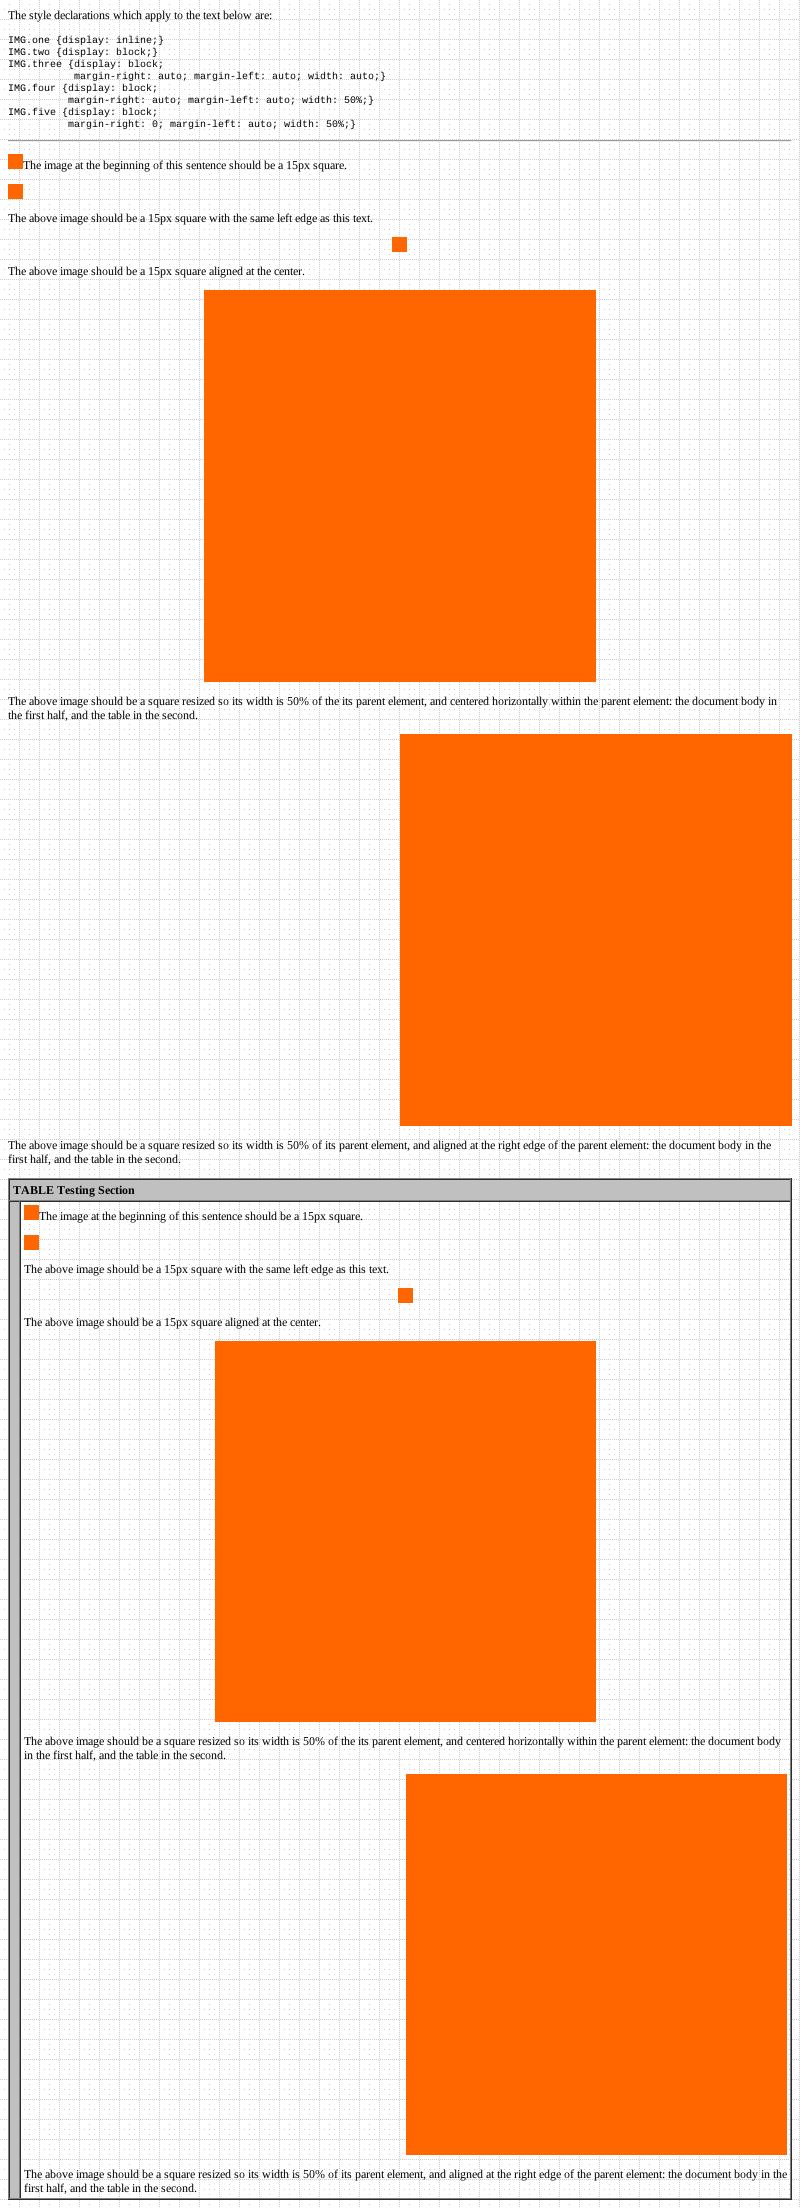 The style declarations which apply to the text below are:
IMG.one {display: inline;}
IMG.two {display: block;}
IMG.three {display: block;
           margin-right: auto; margin-left: auto; width: auto;}
IMG.four {display: block;
          margin-right: auto; margin-left: auto; width: 50%;}
IMG.five {display: block;
          margin-right: 0; margin-left: auto; width: 50%;}
The image at the beginning of this sentence should be a 15px square.
The above image should be a 15px square with the same left edge as this text.
The above image should be a 15px square aligned at the center.
The above image should be a square resized so its width is 50% of the its parent element, and centered horizontally within the parent element: the document body in
the first half, and the table in the second.
The above image should be a square resized so its width is 50% of its parent element, and aligned at the right edge of the parent element: the document body in the
first half, and the table in the second.
TABLE Testing Section
The image at the beginning of this sentence should be a 15px square.
The above image should be a 15px square with the same left edge as this text.
The above image should be a 15px square aligned at the center.
The above image should be a square resized so its width is 50% of the its parent element, and centered horizontally within the parent element: the document body
in the first half, and the table in the second.
The above image should be a square resized so its width is 50% of its parent element, and aligned at the right edge of the parent element: the document body in the
first half, and the table in the second.